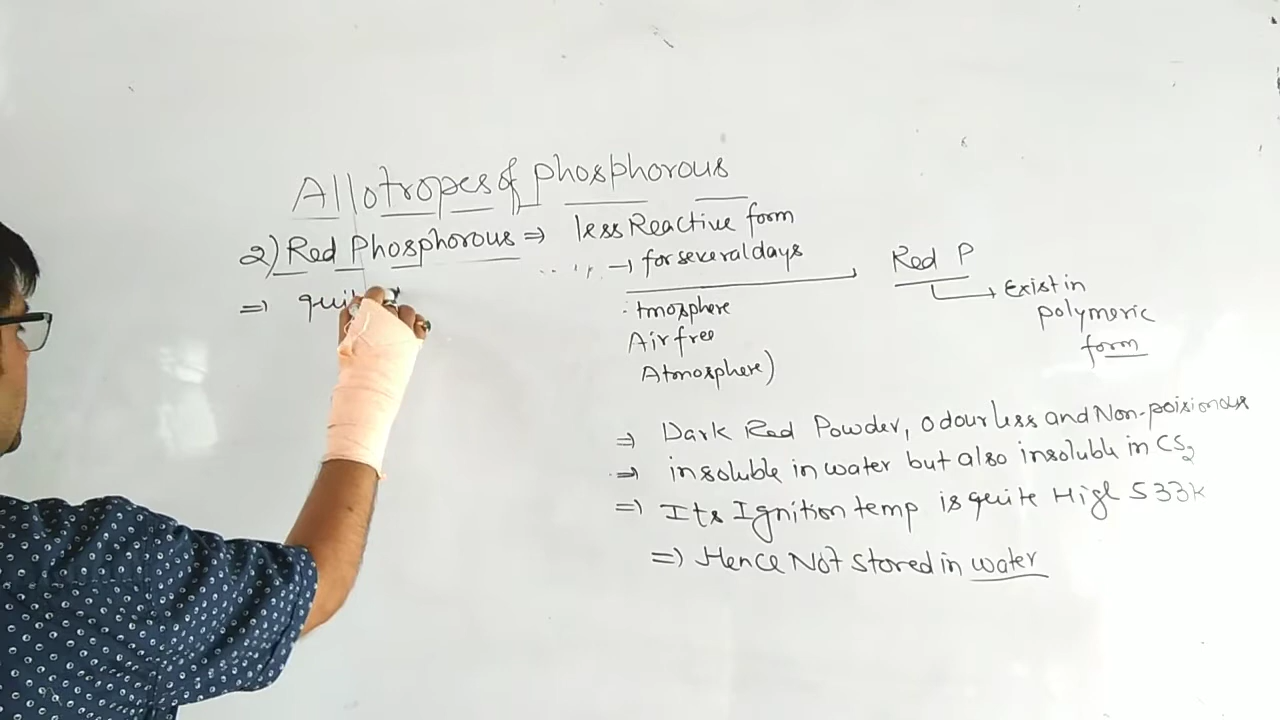 Allotropes of phosphorous
2) Red Phosphorous ⇒ less Reactive form
→ for several days
⇒ qui
tmosphere
Air free
Atmosphere)
Red P
→ Exist in
polymeric
form
⇒ Dark Red Powder, odourless and Non-poisionous
→ insoluble in water but also insoluble in CS2
⇒ Its Ignition temp is quite High 533K
⇒ Hence Not stored in water